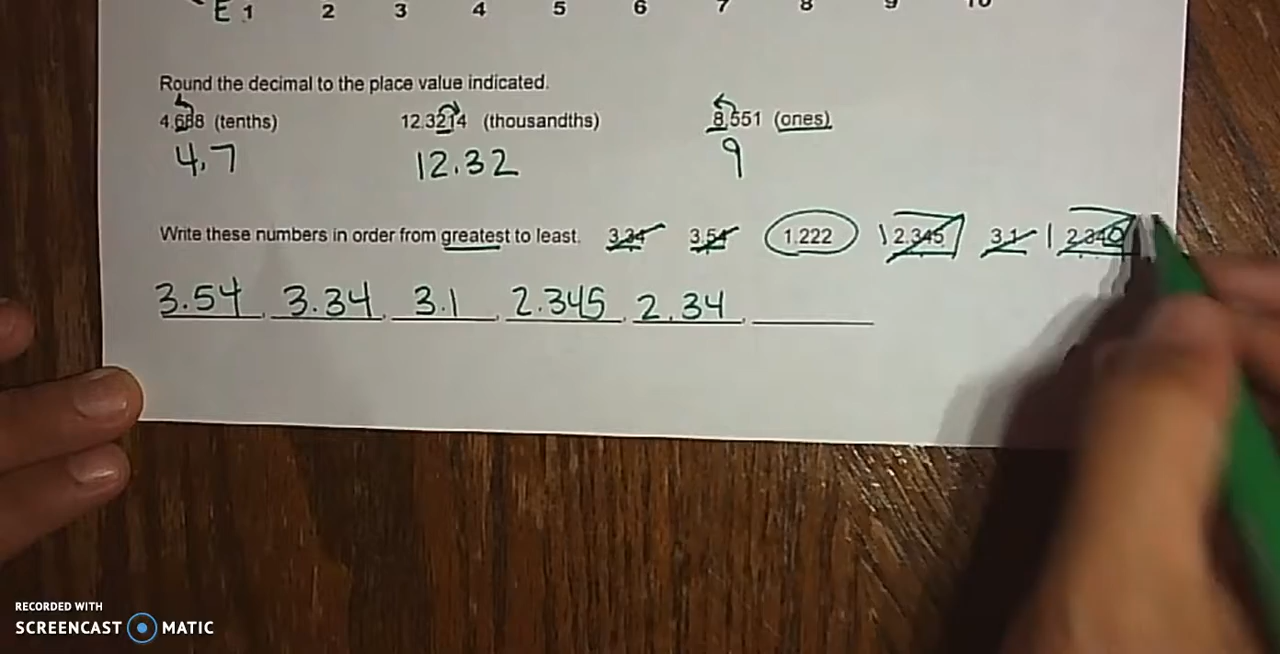 E 1 2 3 4 5 6 7 8 9 10
Round the decimal to the place value indicated.
4.688 (tenths) 12.3214 (thousandths) 8.551 (ones)
4.7 12.32 9
Write these numbers in order from greatest to least. 3.34 3.54 1.222 2.345 3.1 2.340
3.54 3.34 3.1 2.345 2.34
RECORDED WITH
SCREENCAST MATIC